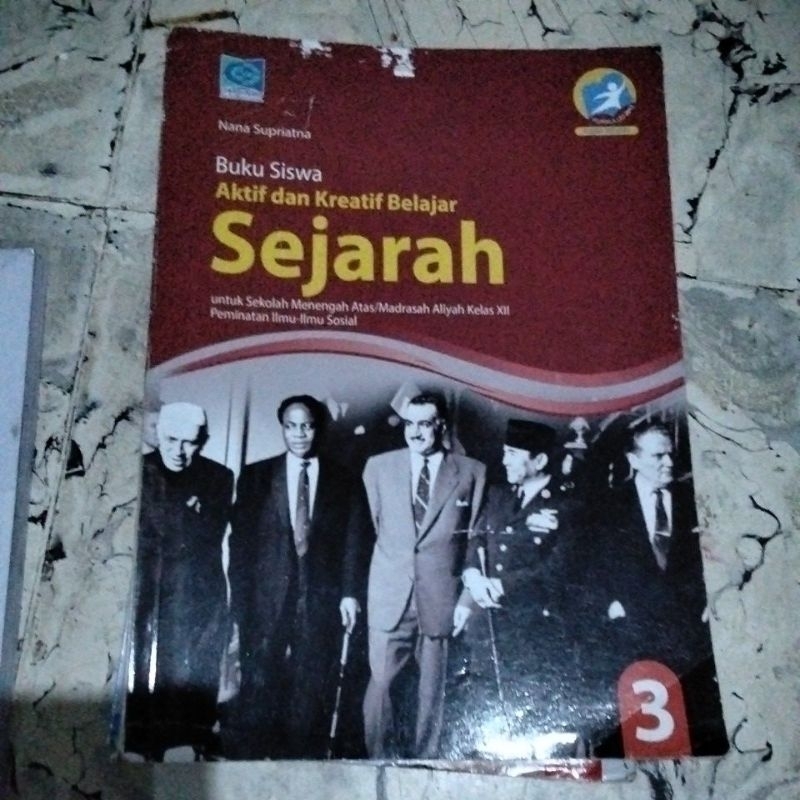 Nana Supriatna
Buku Siswa
Aktif dan Kreatif Belajar
Sejarah
untuk Sekolah Menengah Atas/Madrasah Aliyah Kelas XII
Peminatan Ilmu-Ilmu Sosial
3